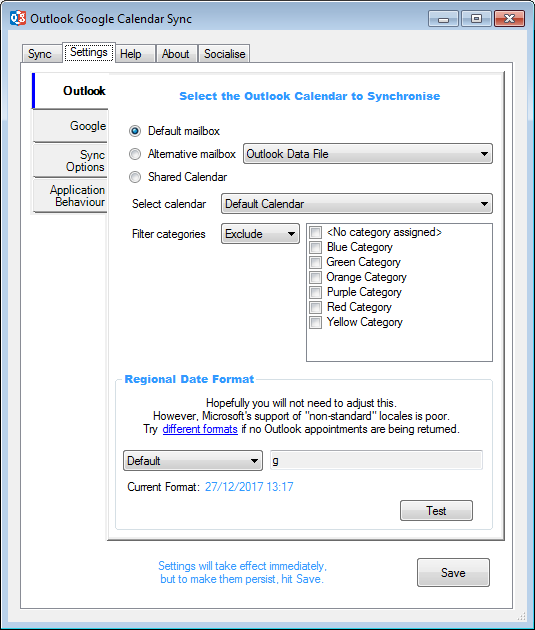 Outlook Google Calendar Sync
Sync Settings Help About Socialise
Outlook
Google
Sync
Options
Application
Behaviour
Select the Outlook Calendar to Synchronise
Default mailbox
Alternative mailbox Outlook Data File
Shared Calendar
Select calendar Default Calendar
Filter categories Exclude
<No category assigned>
Blue Category
Green Category
Orange Category
Purple Category
Red Category
Yellow Category
Regional Date Format
Hopefully you will not need to adjust this.
However, Microsoft's support of "non-standard" locales is poor.
Try different formats if no Outlook appointments are being returned.
Default g
Current Format: 27/12/2017 13:17
Test
Settings will take effect immediately,
but to make them persist, hit Save.
Save